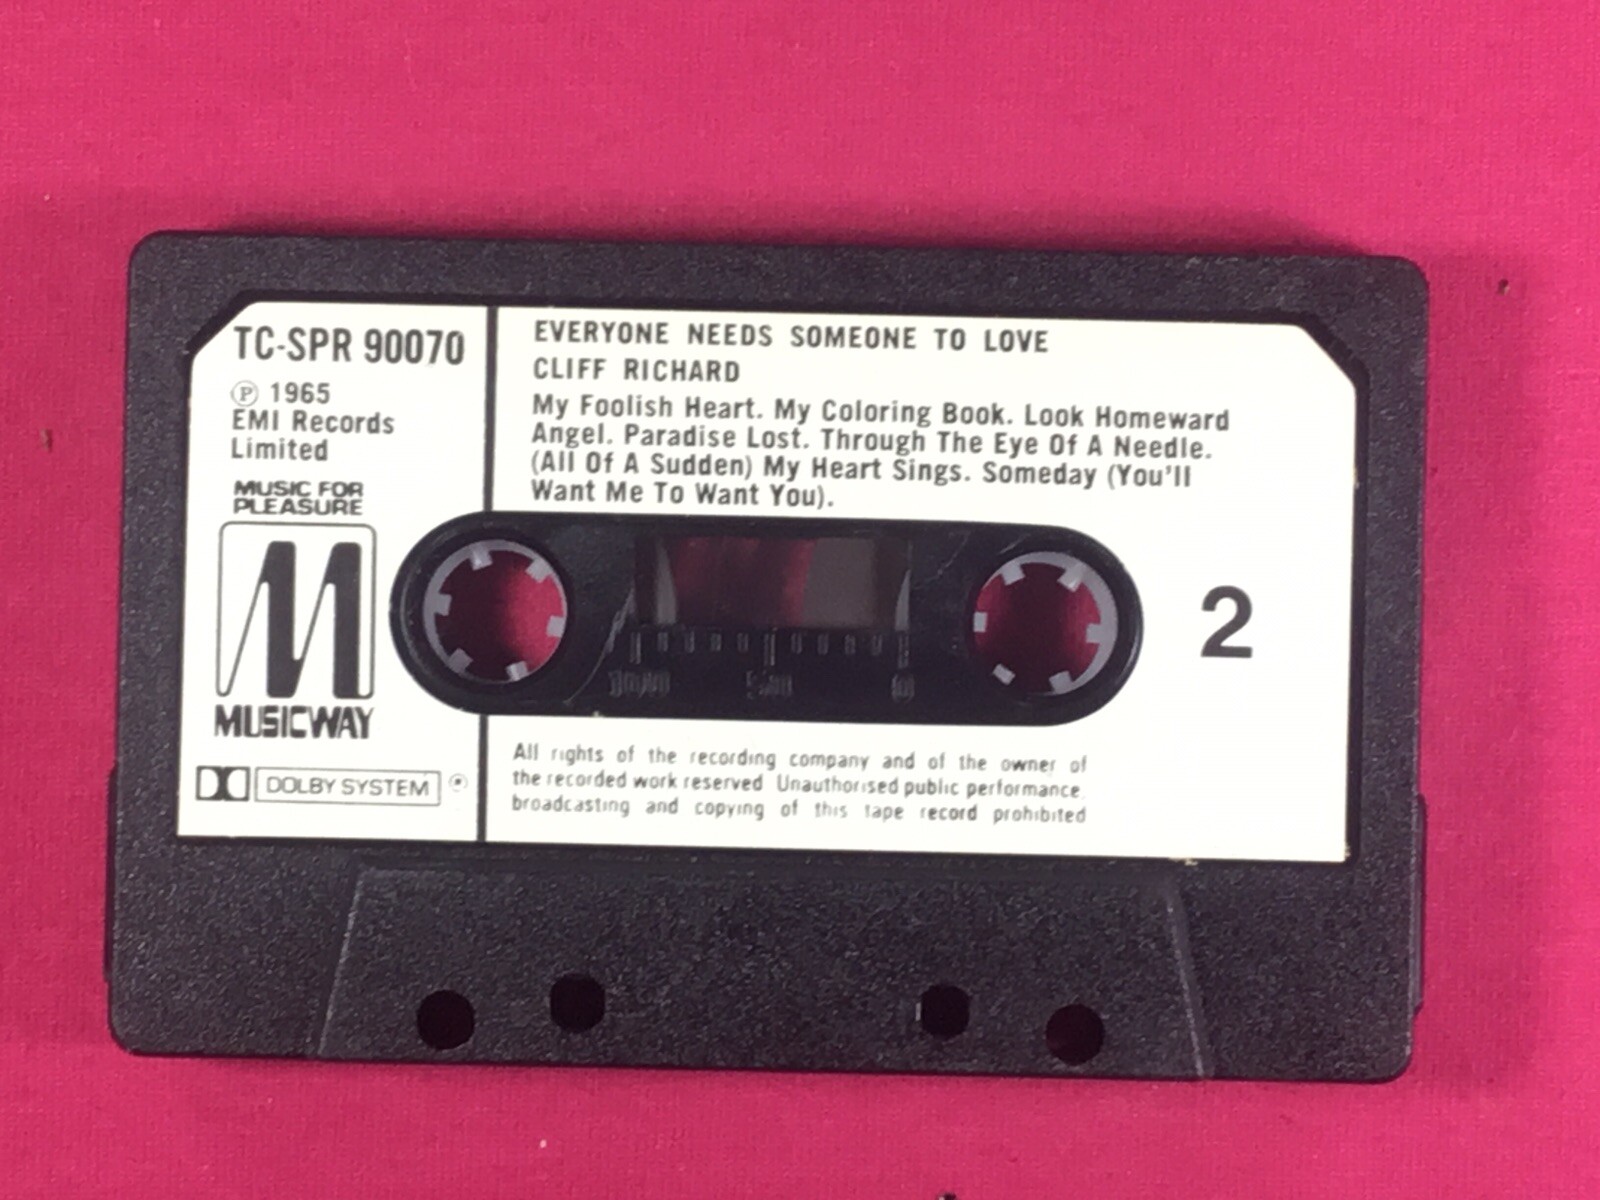 TC-SPR 90070
Ⓟ 1965
EMI Records
Limited
MUSIC FOR
PLEASURE
MUSICWAY
DOLBY SYSTEM
EVERYONE NEEDS SOMEONE TO LOVE
CLIFF RICHARD
My Foolish Heart. My Coloring Book. Look Homeward
Angel. Paradise Lost. Through The Eye Of A Needle.
(All Of A Sudden) My Heart Sings. Someday (You'll
Want Me To Want You).
100 50 0
2
All rights of the recording company and of the owner of
the recorded work reserved Unauthorised public performance,
broadcasting and copying of this tape record prohibited